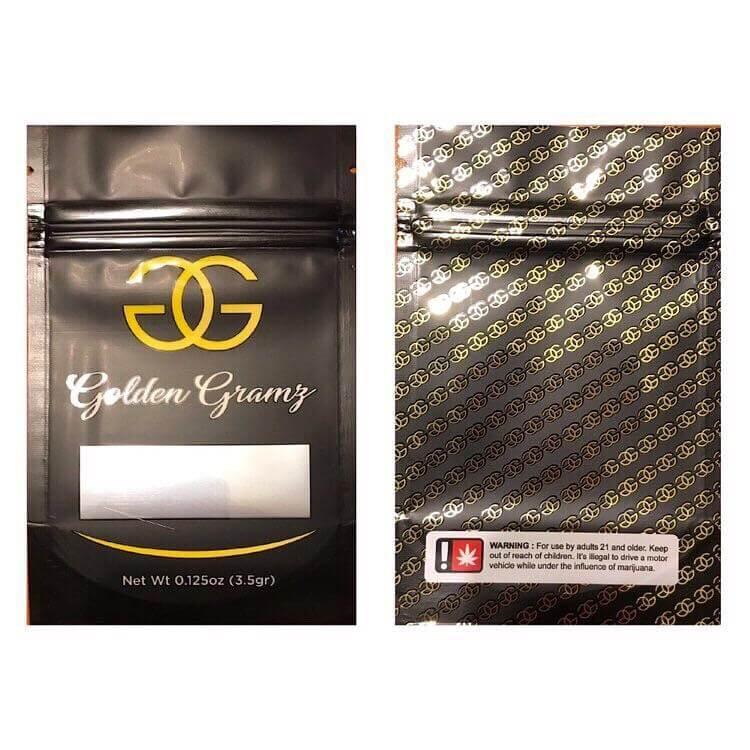 GG
Golden Gramz
Net Wt 0.125oz (3.5gr)
WARNING : For use by adults 21 and older. Keep
out of reach of children. It's illegal to drive a motor
vehicle while under the influence of marijuana.